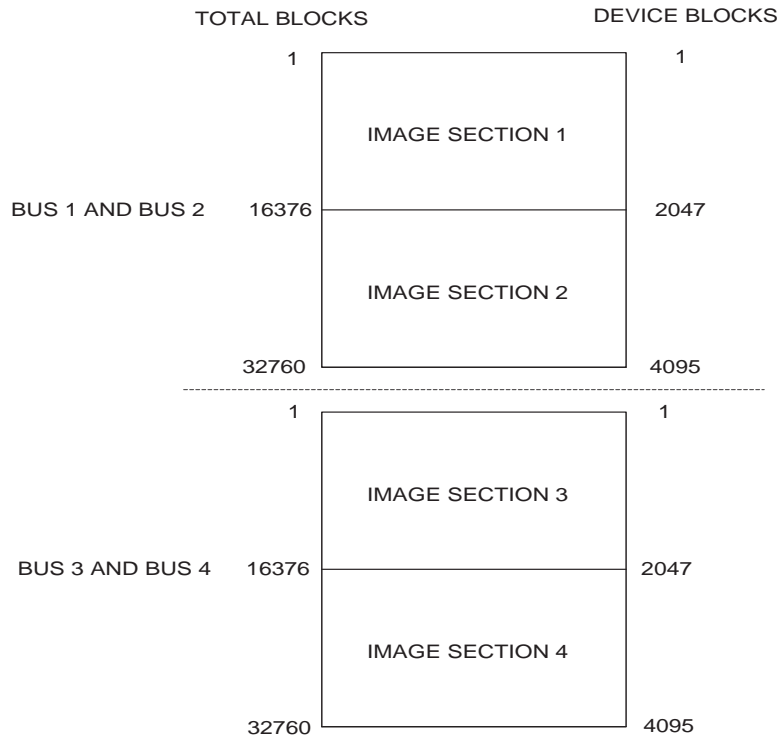 TOTAL BLOCKS DEVICE BLOCKS
1 1
IMAGE SECTION 1
BUS 1 AND BUS 2 16376 2047
IMAGE SECTION 2
32760 4095
1 1
IMAGE SECTION 3
BUS 3 AND BUS 4 16376 2047
IMAGE SECTION 4
32760 4095